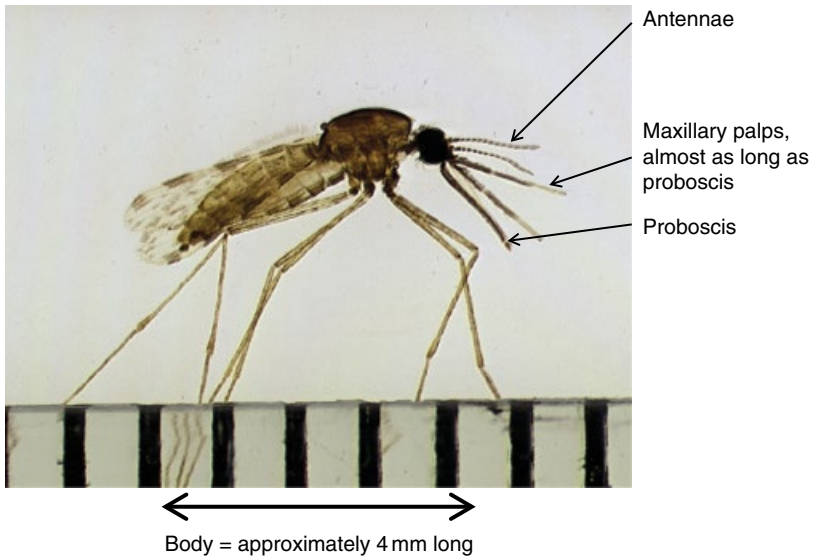 Antennae
Maxillary palps,
almost as long as
proboscis
Proboscis
Body = approximately 4 mm long